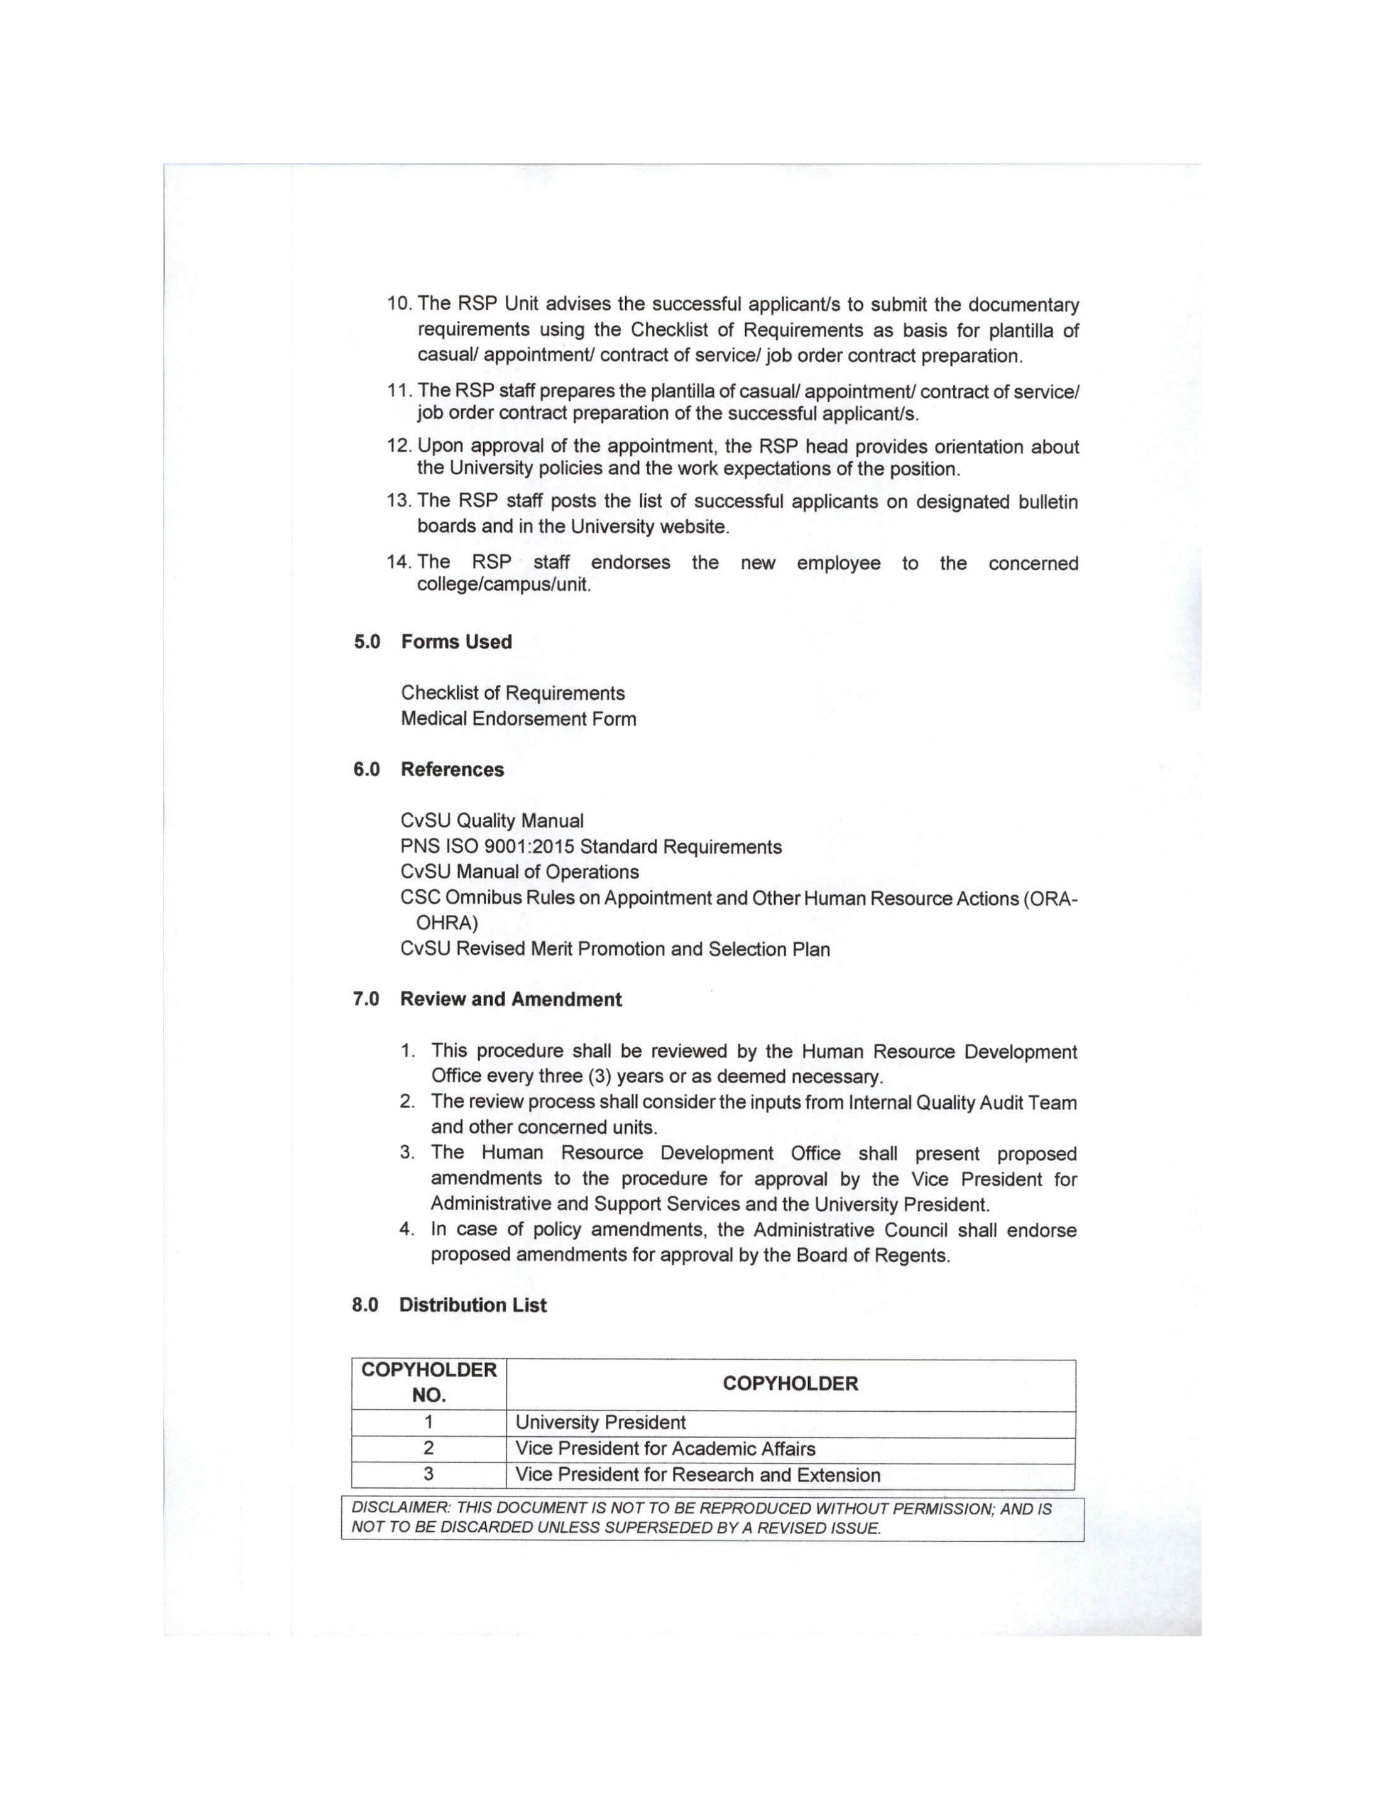 10. The RSP Unit advises the successful applicant/s to submit the documentary
requirements using the Checklist of Requirements as basis for plantilla of
casual/ appointment/ contract of service/ job order contract preparation.
11. The RSP staff prepares the plantilla of casual/ appointment/ contract of service/
job order contract preparation of the successful applicant/s.
12. Upon approval of the appointment, the RSP head provides orientation about
the University policies and the work expectations of the position.
13. The RSP staff posts the list of successful applicants on designated bulletin
boards and in the University website.
14. The RSP staff endorses the new employee to the concerned
college/campus/unit.
5.0 Forms Used
Checklist of Requirements
Medical Endorsement Form
6.0 References
CvSU Quality Manual
PNS ISO 9001:2015 Standard Requirements
CvSU Manual of Operations
CSC Omnibus Rules on Appointment and Other Human Resource Actions (ORA-
OHRA)
CvSU Revised Merit Promotion and Selection Plan
7.0 Review and Amendment
1. This procedure shall be reviewed by the Human Resource Development
Office every three (3) years or as deemed necessary.
2. The review process shall consider the inputs from Internal Quality Audit Team
and other concerned units.
3. The Human Resource Development Office shall present proposed
amendments to the procedure for approval by the Vice President for
Administrative and Support Services and the University President.
4. In case of policy amendments, the Administrative Council shall endorse
proposed amendments for approval by the Board of Regents.
8.0 Distribution List
COPYHOLDER
NO.
COPYHOLDER
1 University President
2 Vice President for Academic Affairs
3 Vice President for Research and Extension
DISCLAIMER: THIS DOCUMENT IS NOT TO BE REPRODUCED WITHOUT PERMISSION; AND IS
NOT TO BE DISCARDED UNLESS SUPERSEDED BY A REVISED ISSUE.